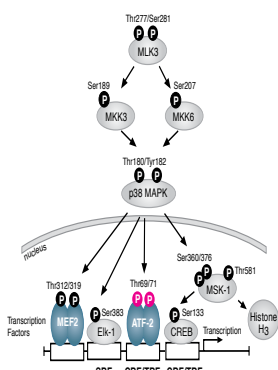 Thr277/Ser281
P P
MLK3
Ser189 Ser207
P P
MKK3 MKK6
Thr180/Tyr182
P P
p38 MAPK
nucleus
Ser360/376
P P P Thr581
MSK-1
Thr312/319 Thr69/71
P P P P
P Ser383 P Ser133
MEF2 Elk-1 ATF-2 CREB
Histone
H3
Transcription
Factors
Transcription